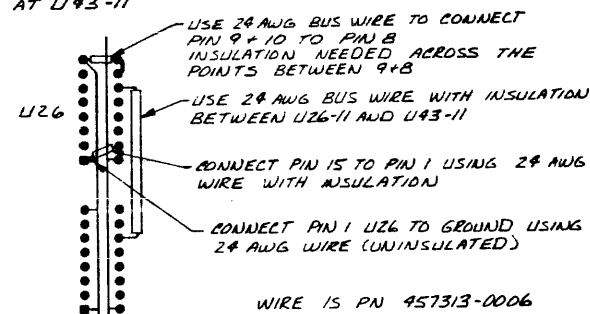 AT U43-11
USE 24 AWG BUS WIRE TO CONNECT
PIN 9+10 TO PIN 8
INSULATION NEEDED ACROSS THE
POINTS BETWEEN 9+8
U26
USE 24 AWG BUS WIRE WITH INSULATION
BETWEEN U26-11 AND U43-11
CONNECT PIN 15 TO PIN 1 USING 24 AWG
WIRE WITH INSULATION
CONNECT PIN 1 U26 TO GROUND USING
24 AWG WIRE (UNINSULATED)
WIRE IS PN 457313-0006